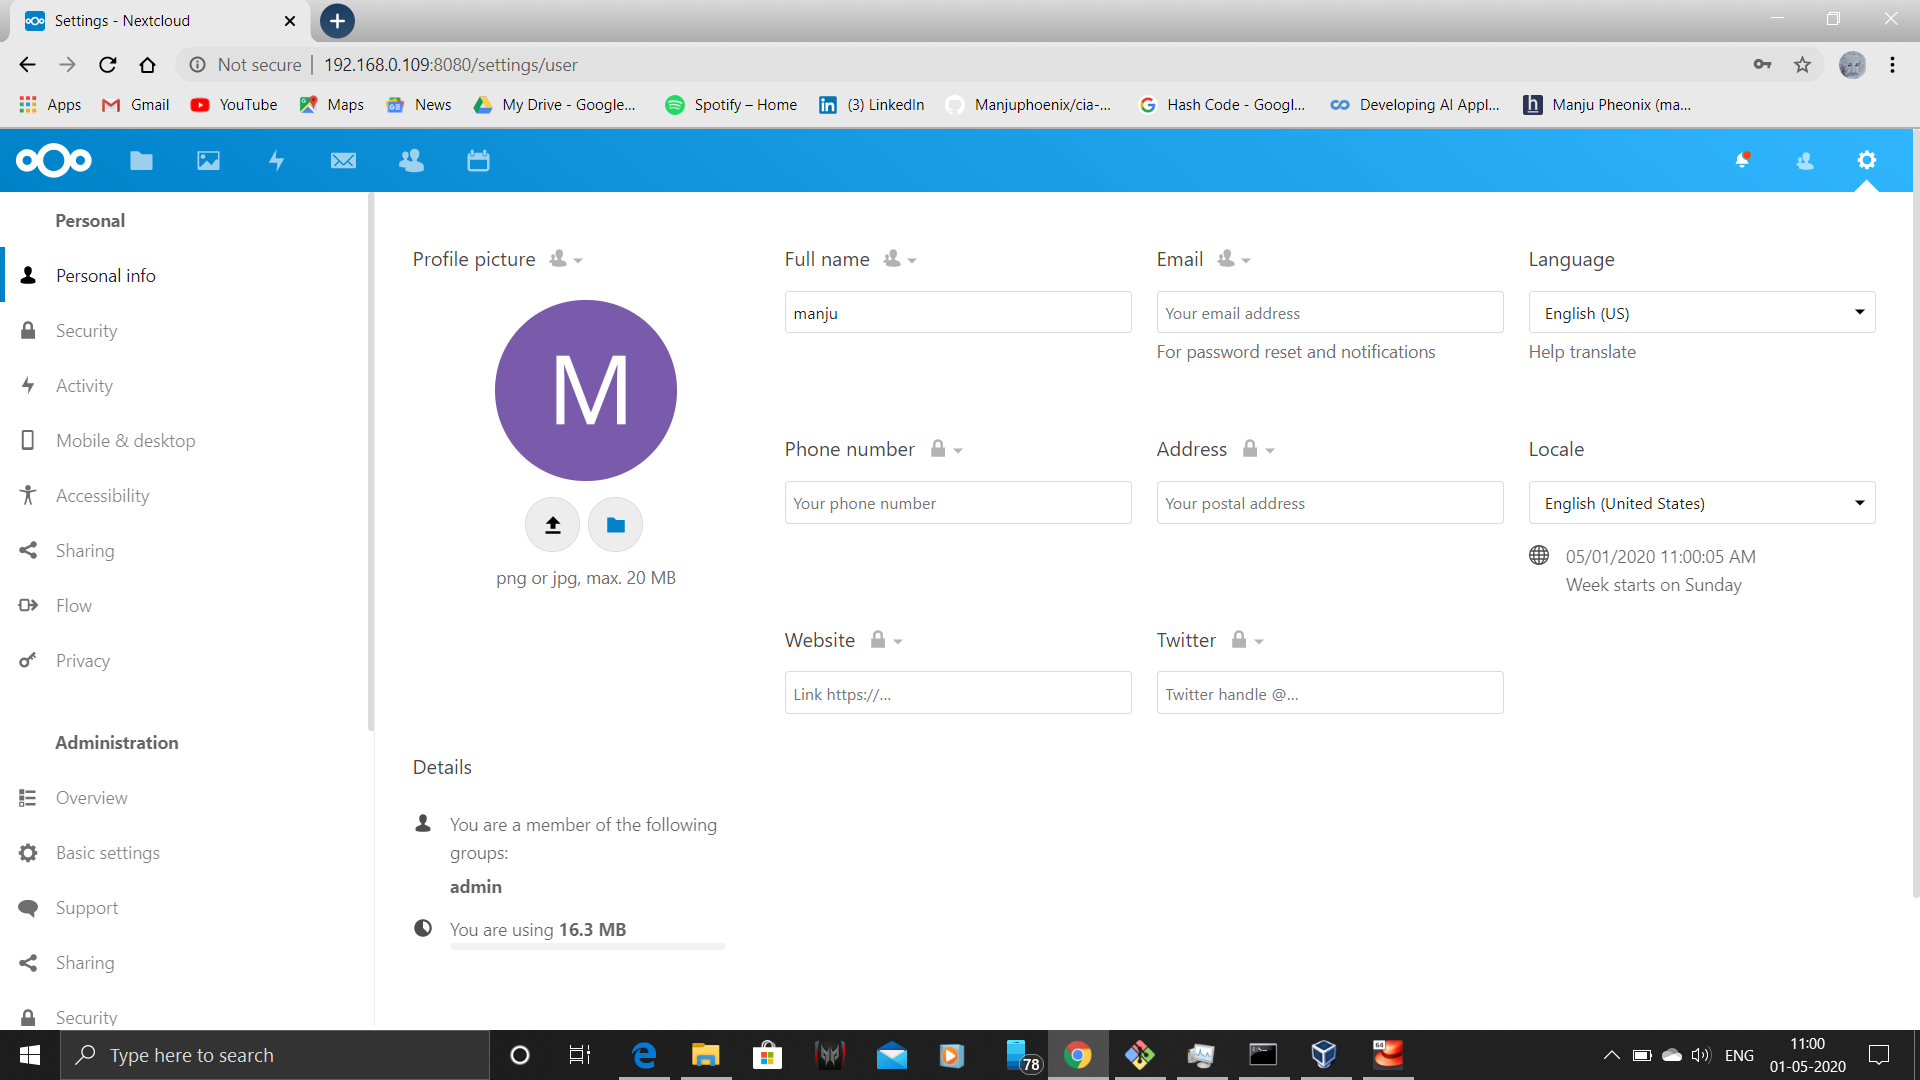 Settings - Nextcloud
Not secure | 192.168.0.109:8080/settings/user
Apps Gmail YouTube Maps News My Drive - Google... Spotify – Home (3) LinkedIn Manjuphoenix/cia-... Hash Code - Googl... Developing AI Appl... Manju Pheonix (ma...
Personal
Personal info
Security
Activity
Mobile & desktop
Accessibility
Sharing
Flow
Privacy
Administration
Overview
Basic settings
Support
Sharing
Security
Profile picture
M
png or jpg, max. 20 MB
Full name
manju
Email
Your email address
For password reset and notifications
Language
English (US)
Help translate
Phone number
Your phone number
Address
Your postal address
Locale
English (United States)
05/01/2020 11:00:05 AM
Week starts on Sunday
Website
Link https://...
Twitter
Twitter handle @...
Details
You are a member of the following
groups:
admin
You are using 16.3 MB
Type here to search
78
64
ENG
11:00
01-05-2020